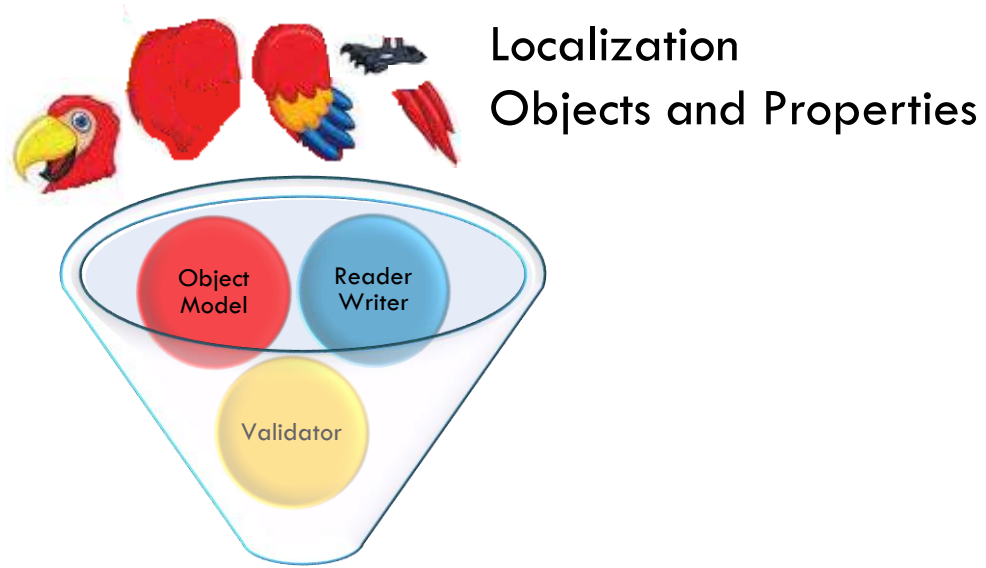 Localization
Objects and Properties
Object
Model
Reader
Writer
Validator